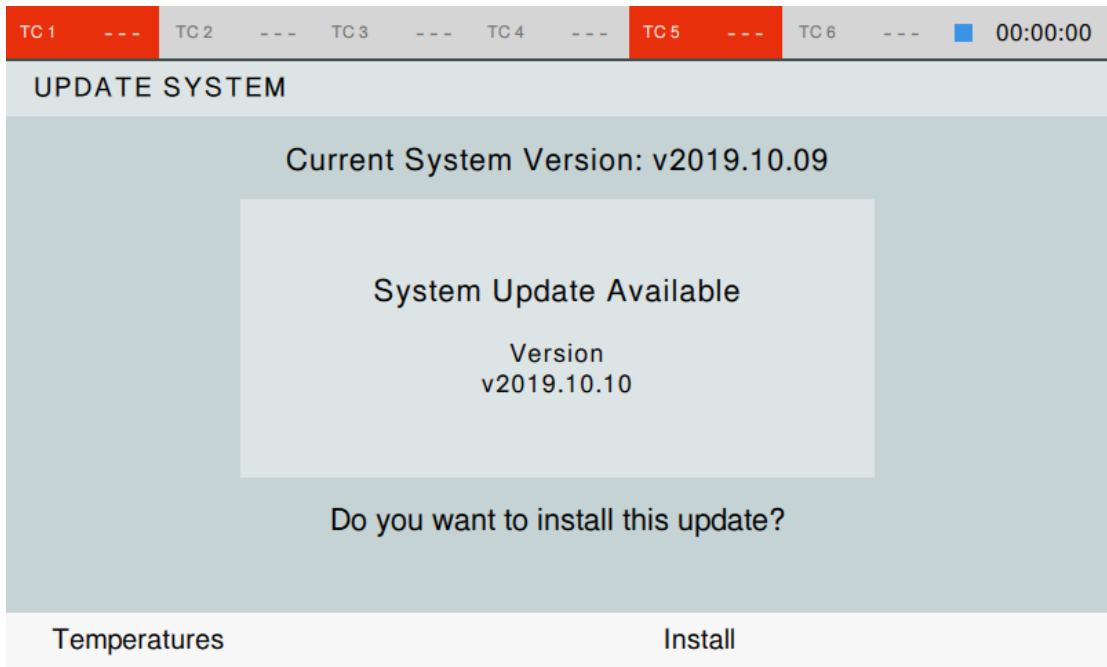 TC 1 - - - TC 2 - - - TC 3 - - - TC 4 - - - TC 5 - - - TC 6 - - - 00:00:00
UPDATE SYSTEM
Current System Version: v2019.10.09
System Update Available
Version
v2019.10.10
Do you want to install this update?
Temperatures Install